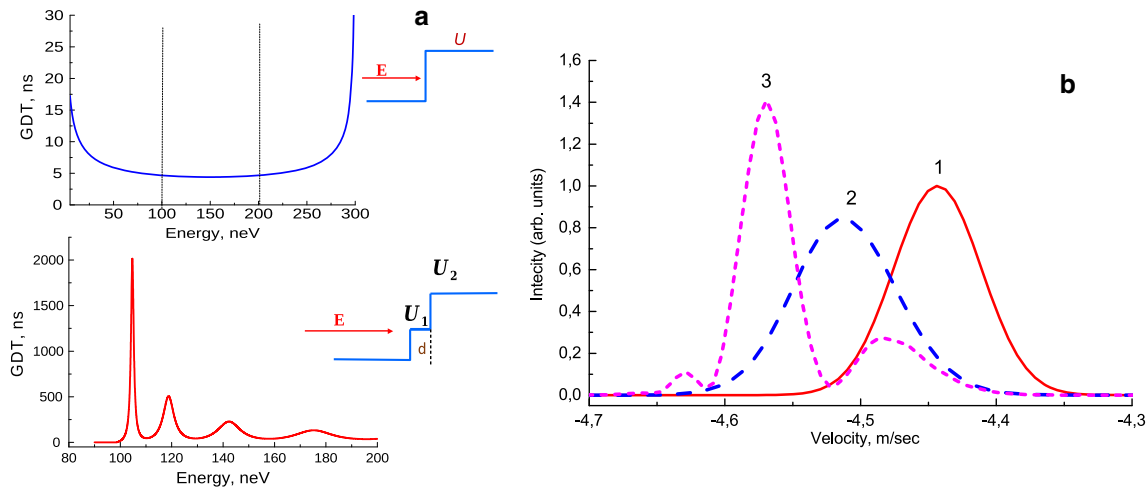 a
30
25
20
15
10
5
0
GDT, ns
50 100 150 200 250 300
Energy, neV
E
U
2000
1500
1000
500
0
GDT, ns
80 100 120 140 160 180 200
Energy, neV
E
U1
U2
d
b
1,6
1,4
1,2
1,0
0,8
0,6
0,4
0,2
0,0
Intecity (arb. units)
3
2
1
-4,7 -4,6 -4,5 -4,4 -4,3
Velocity, m/sec